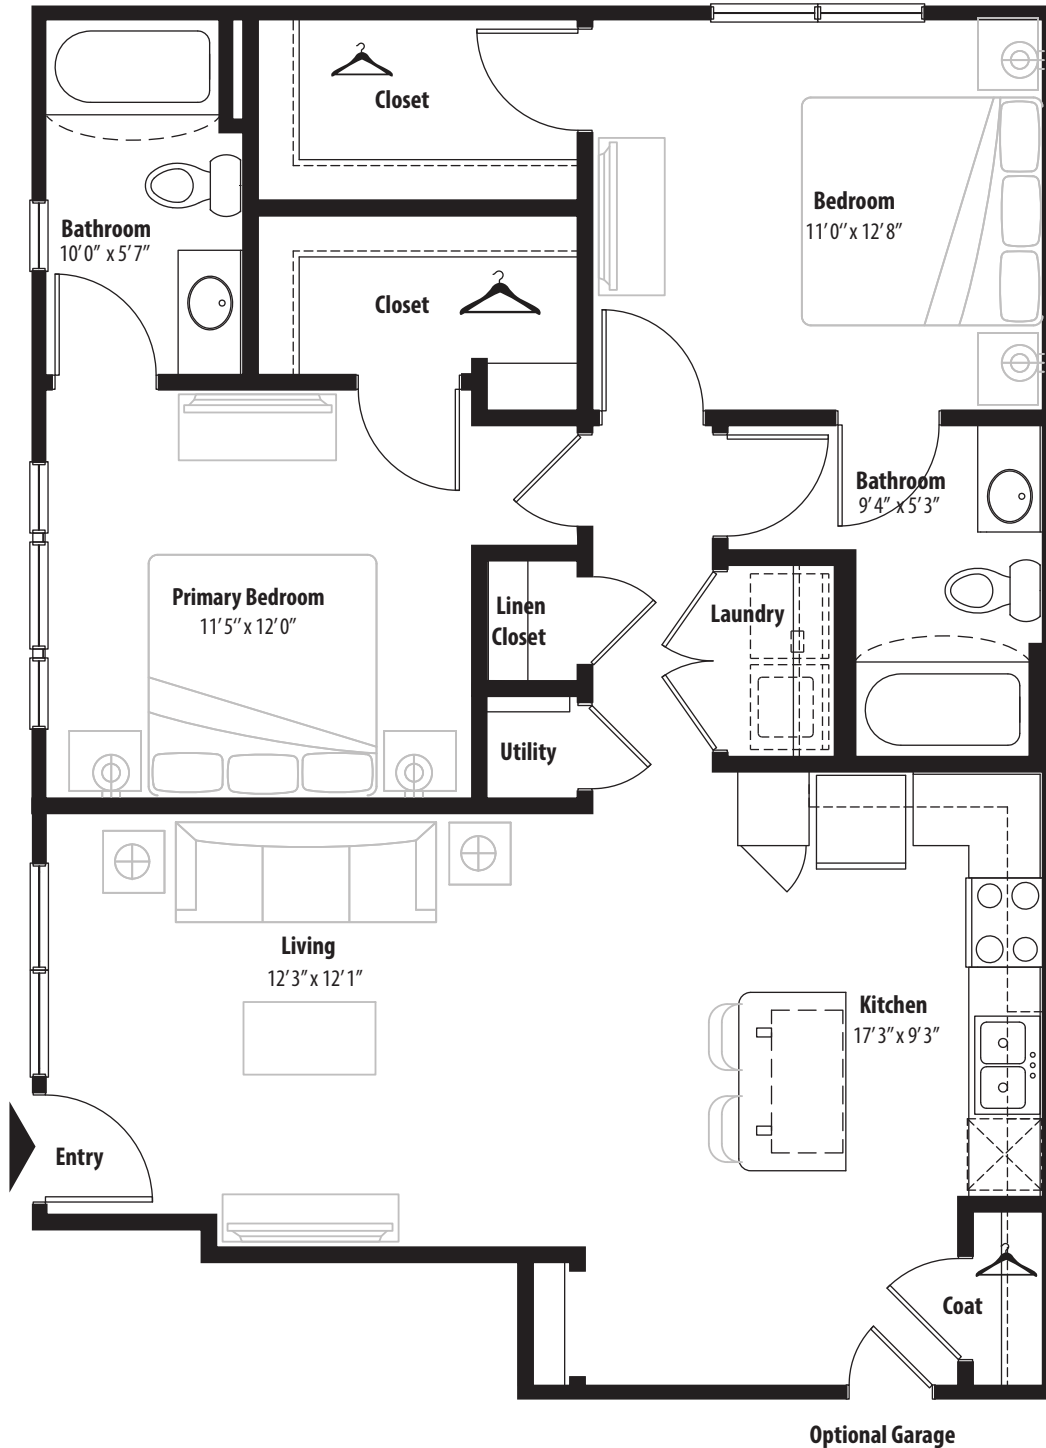 Closet
Bathroom
10'0" x 5'7"
Bedroom
11'0" x 12'8"
Closet
Bathroom
9'4" x 5'3"
Primary Bedroom
11'5" x 12'0"
Linen
Closet
Laundry
Utility
Living
12'3" x 12'1"
Kitchen
17'3" x 9'3"
Entry
Coat
Optional Garage